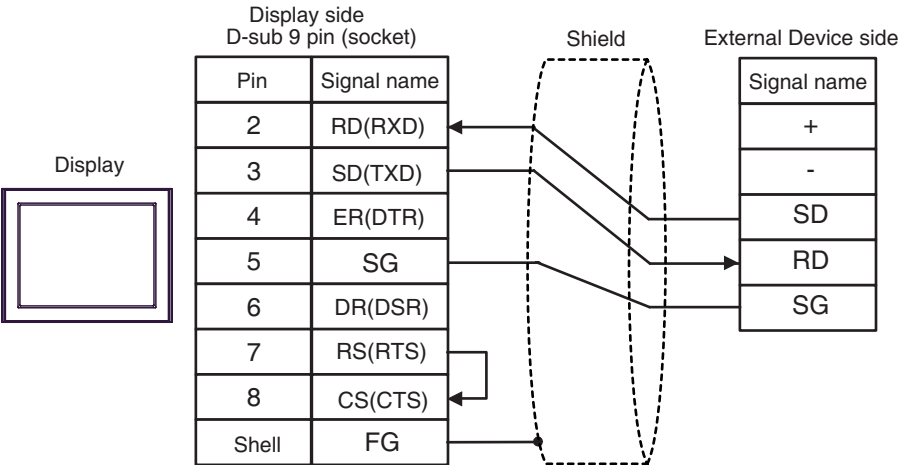 Display side
D-sub 9 pin (socket)
Shield
External Device side
Pin
Signal name
Signal name
2
RD(RXD)
+
Display
3
SD(TXD)
-
4
ER(DTR)
SD
5
SG
RD
6
DR(DSR)
SG
7
RS(RTS)
8
CS(CTS)
Shell
FG